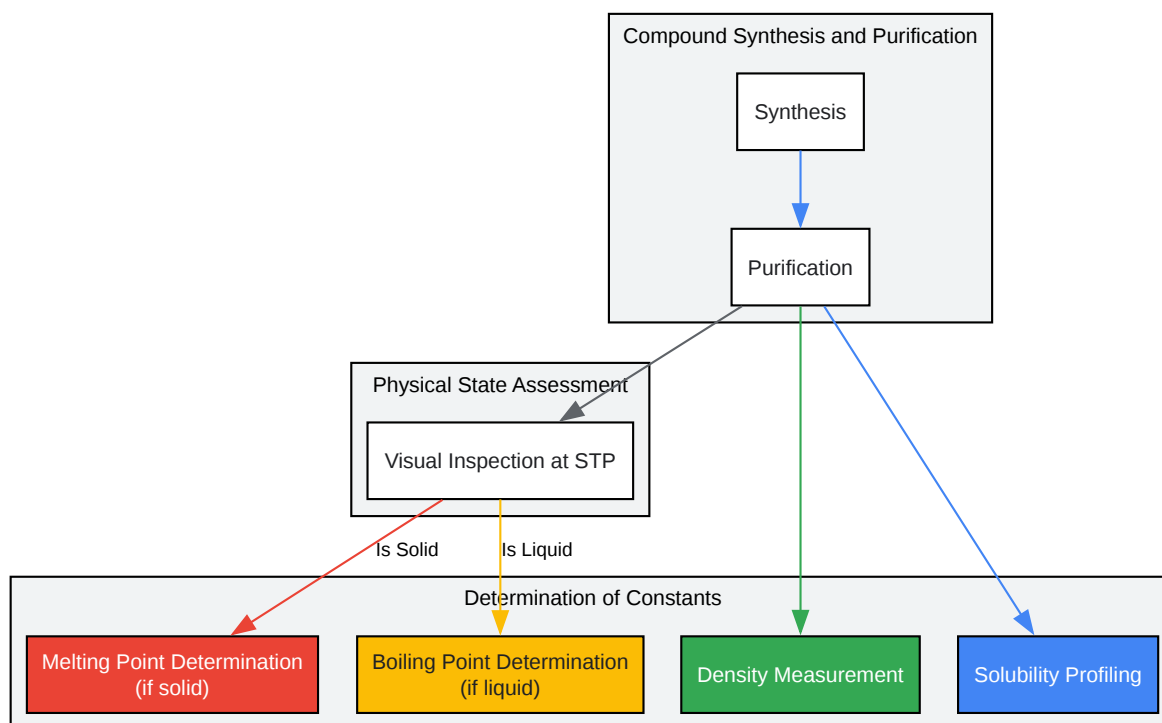 Compound Synthesis and Purification
Synthesis
Purification
Physical State Assessment
Visual Inspection at STP
Is Solid
Is Liquid
Determination of Constants
Melting Point Determination
(if solid)
Boiling Point Determination
(if liquid)
Density Measurement
Solubility Profiling